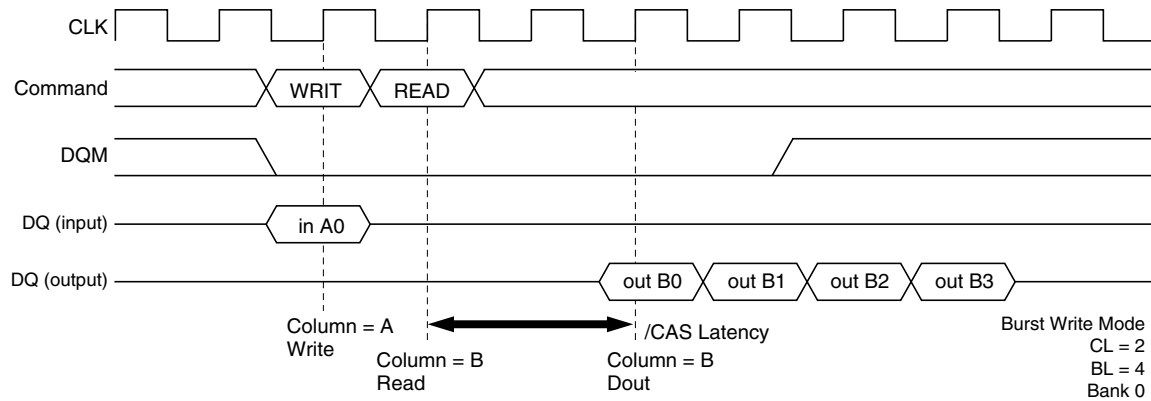 CLK
Command
WRIT
READ
DQM
DQ (input)
in A0
DQ (output)
out B0
out B1
out B2
out B3
Column = A
Write
Column = B
Read
/CAS Latency
Column = B
Dout
Burst Write Mode
CL = 2
BL = 4
Bank 0